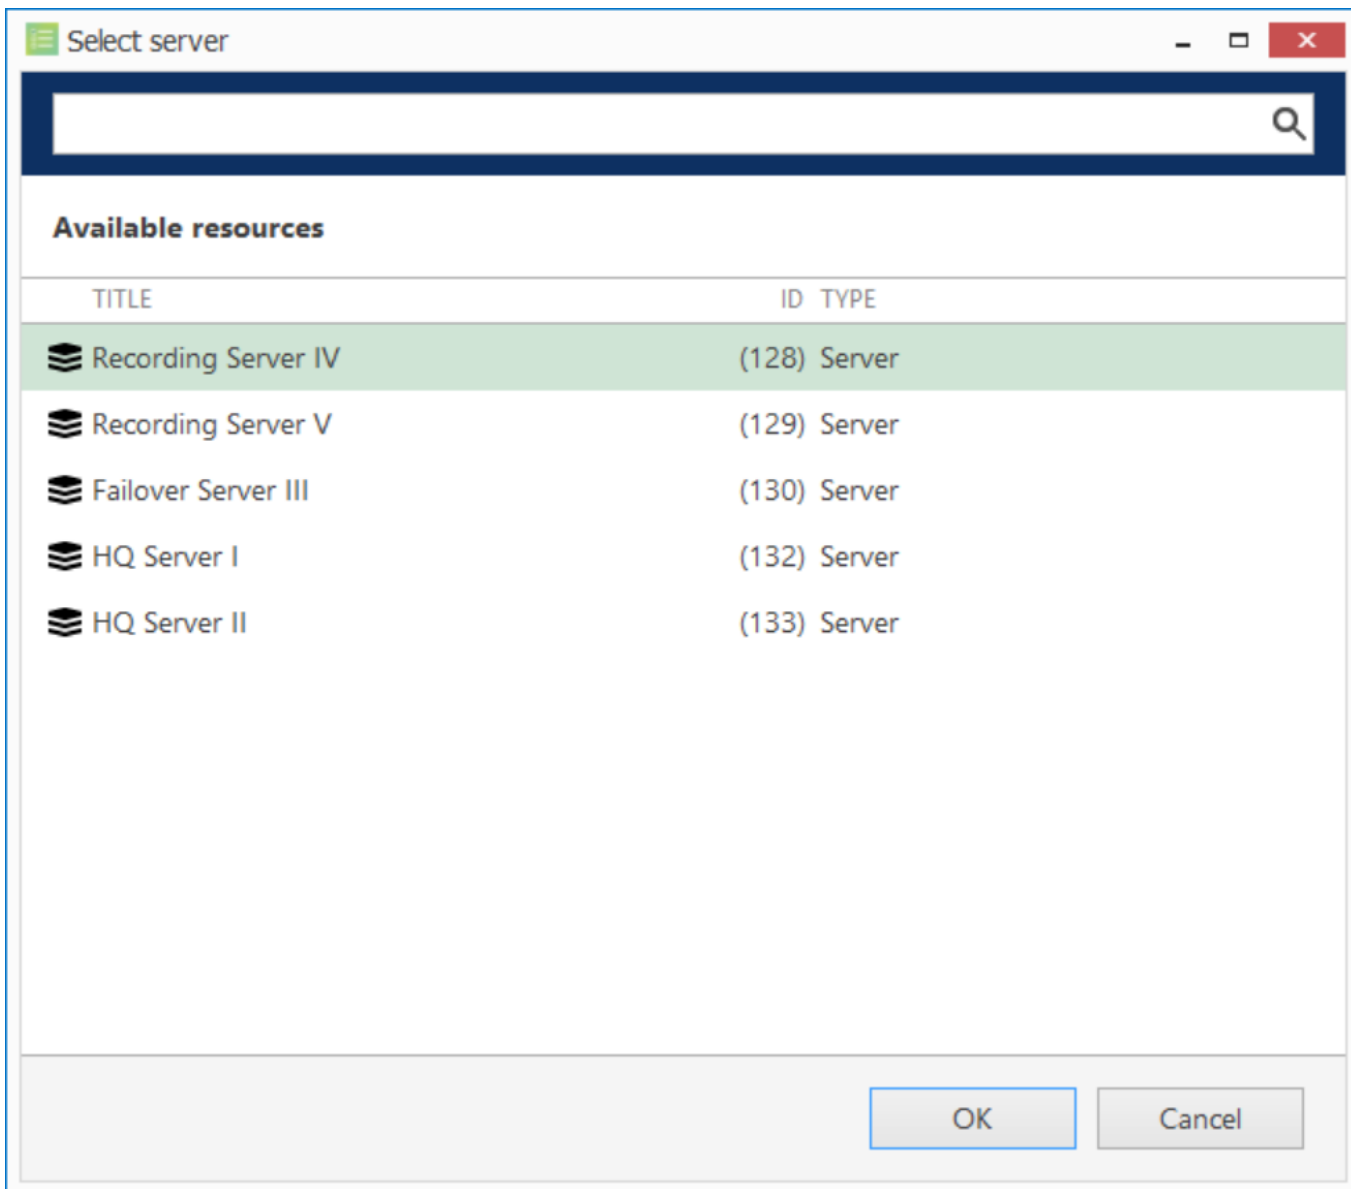 Select server
Available resources
TITLE ID TYPE
Recording Server IV (128) Server
Recording Server V (129) Server
Failover Server III (130) Server
HQ Server I (132) Server
HQ Server II (133) Server
OK Cancel